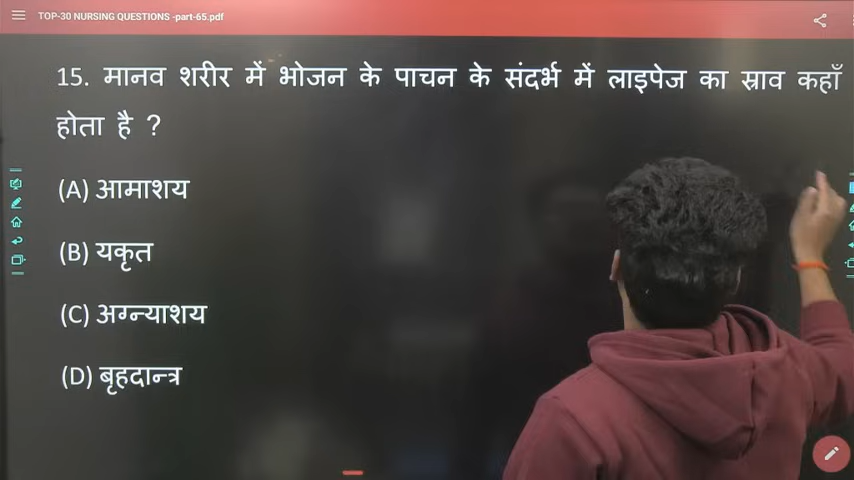 TOP-30 NURSING QUESTIONS -part-65.pdf
15. मानव शरीर में भोजन के पाचन के संदर्भ में लाइपेज का स्राव कहाँ
होता है ?
(A) आमाशय
(B) यकृत
(C) अग्न्याशय
(D) बृहदान्त्र